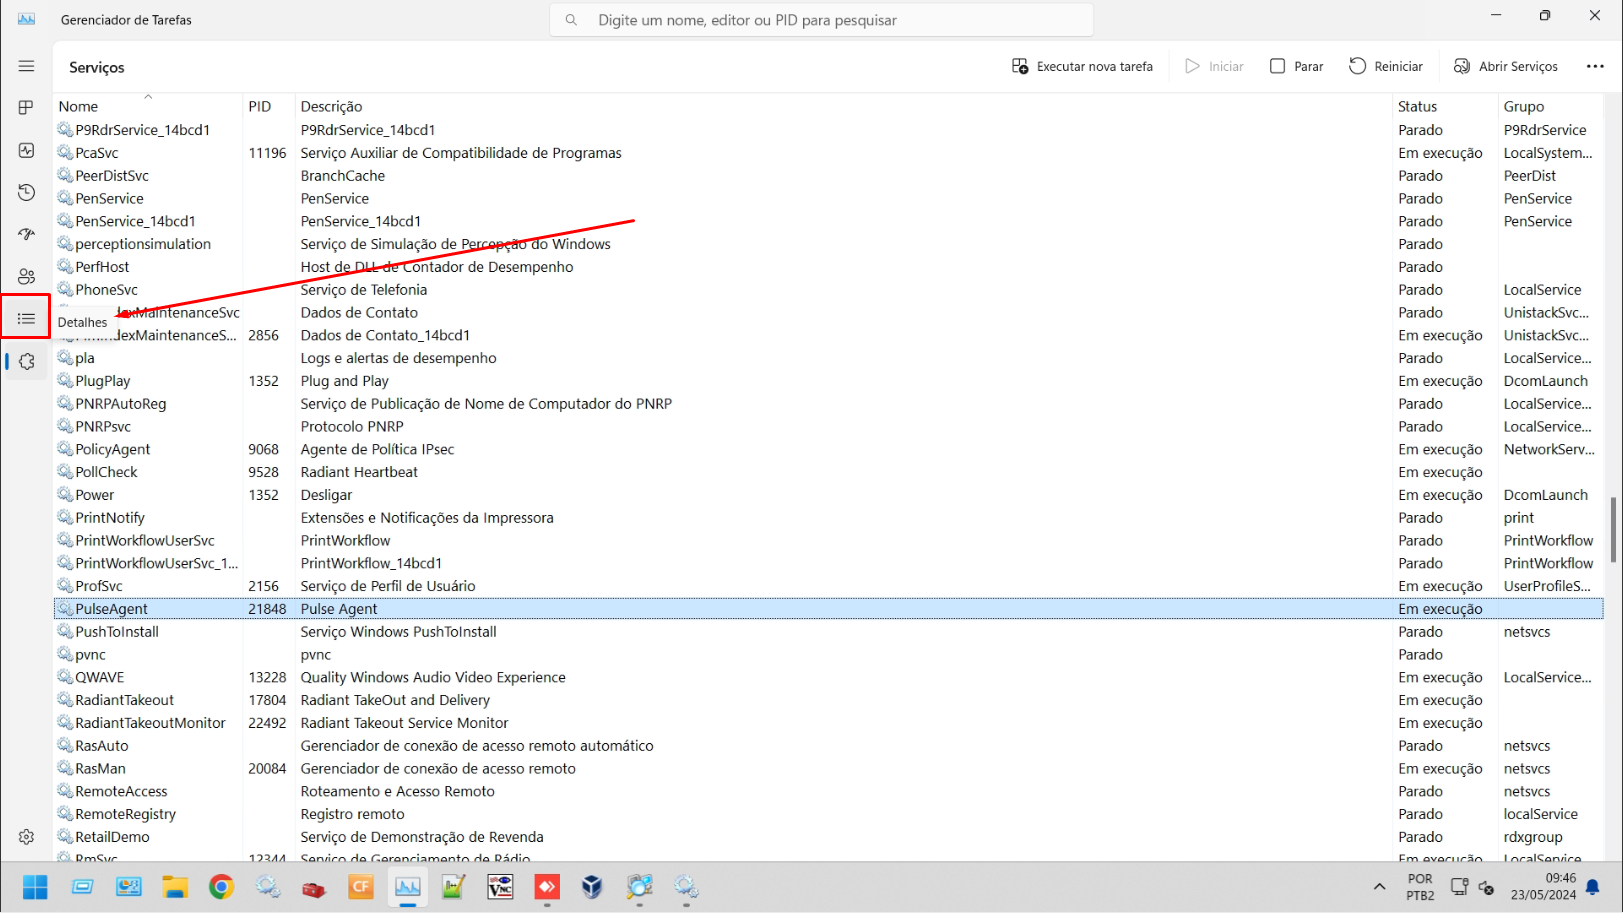 Gerenciador de Tarefas
Digite um nome, editor ou PID para pesquisar
Serviços
Executar nova tarefa Iniciar Parar Reiniciar Abrir Serviços
Nome PID Descrição Status Grupo
P9RdrService_14bcd1 P9RdrService_14bcd1 Parado P9RdrService
PcaSvc 11196 Serviço Auxiliar de Compatibilidade de Programas Em execução LocalSystem...
PeerDistSvc BranchCache Parado PeerDist
PenService PenService Parado PenService
PenService_14bcd1 PenService_14bcd1 Parado PenService
perceptionsimulation Serviço de Simulação de Percepção do Windows Parado
PerfHost Host de DLL de Contador de Desempenho Parado
PhoneSvc Serviço de Telefonia Parado LocalService
dexMaintenanceSvc Dados de Contato Parado UnistackSvc...
Detalhes
dexMaintenanceS... 2856 Dados de Contato_14bcd1 Em execução UnistackSvc...
pla Logs e alertas de desempenho Parado LocalService...
PlugPlay 1352 Plug and Play Em execução DcomLaunch
PNRPAutoReg Serviço de Publicação de Nome de Computador do PNRP Parado LocalService...
PNRPsvc Protocolo PNRP Parado LocalService...
PolicyAgent 9068 Agente de Política IPsec Em execução NetworkServ...
PollCheck 9528 Radiant Heartbeat Em execução
Power 1352 Desligar Em execução DcomLaunch
PrintNotify Extensões e Notificações da Impressora Parado print
PrintWorkflowUserSvc PrintWorkflow Parado PrintWorkflow
PrintWorkflowUserSvc_1... PrintWorkflow_14bcd1 Parado PrintWorkflow
ProfSvc 2156 Serviço de Perfil de Usuário Em execução UserProfileS...
PulseAgent 21848 Pulse Agent Em execução
PushToInstall Serviço Windows PushToInstall Parado netsvcs
pvnc pvnc Parado
QWAVE 13228 Quality Windows Audio Video Experience Em execução LocalService...
RadiantTakeout 17804 Radiant TakeOut and Delivery Em execução
RadiantTakeoutMonitor 22492 Radiant Takeout Service Monitor Em execução
RasAuto Gerenciador de conexão de acesso remoto automático Parado netsvcs
RasMan 20084 Gerenciador de conexão de acesso remoto Em execução netsvcs
RemoteAccess Roteamento e Acesso Remoto Parado netsvcs
RemoteRegistry Registro remoto Parado localService
RetailDemo Serviço de Demonstração de Revenda Parado rdxgroup
RmSvc 12344 Serviço de Gerenciamento de Rádio Em execução LocalService
CF VNC
POR
PTB2
09:46
23/05/2024